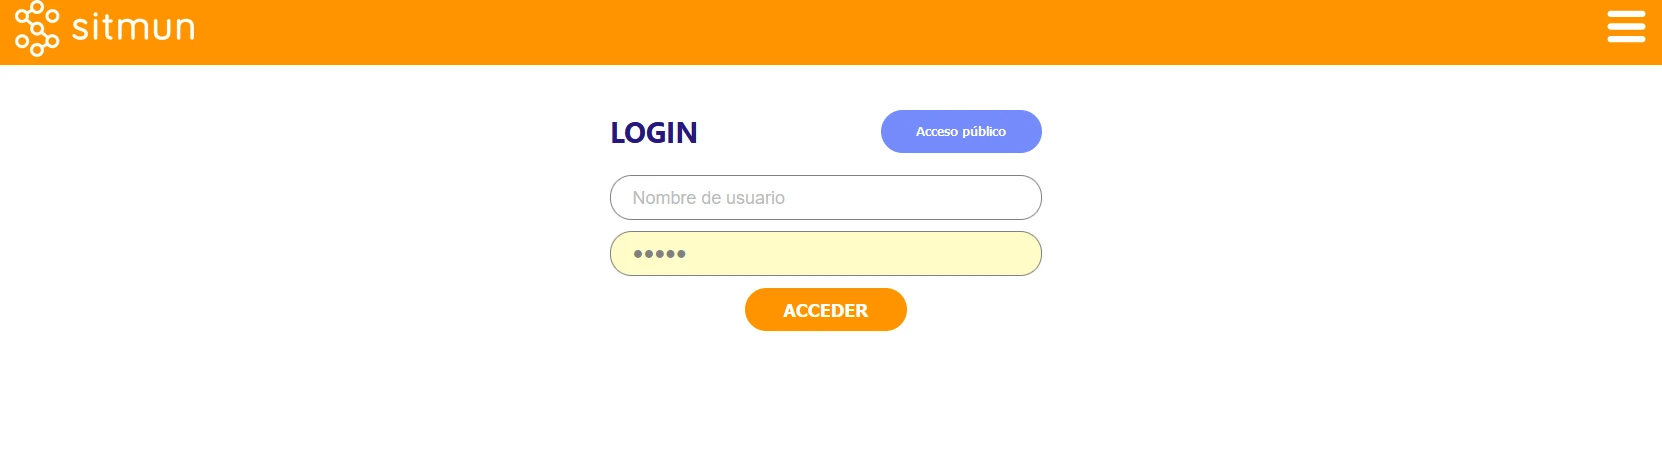 sitmun
LOGIN
Acceso público
Nombre de usuario
•••••
ACCEDER